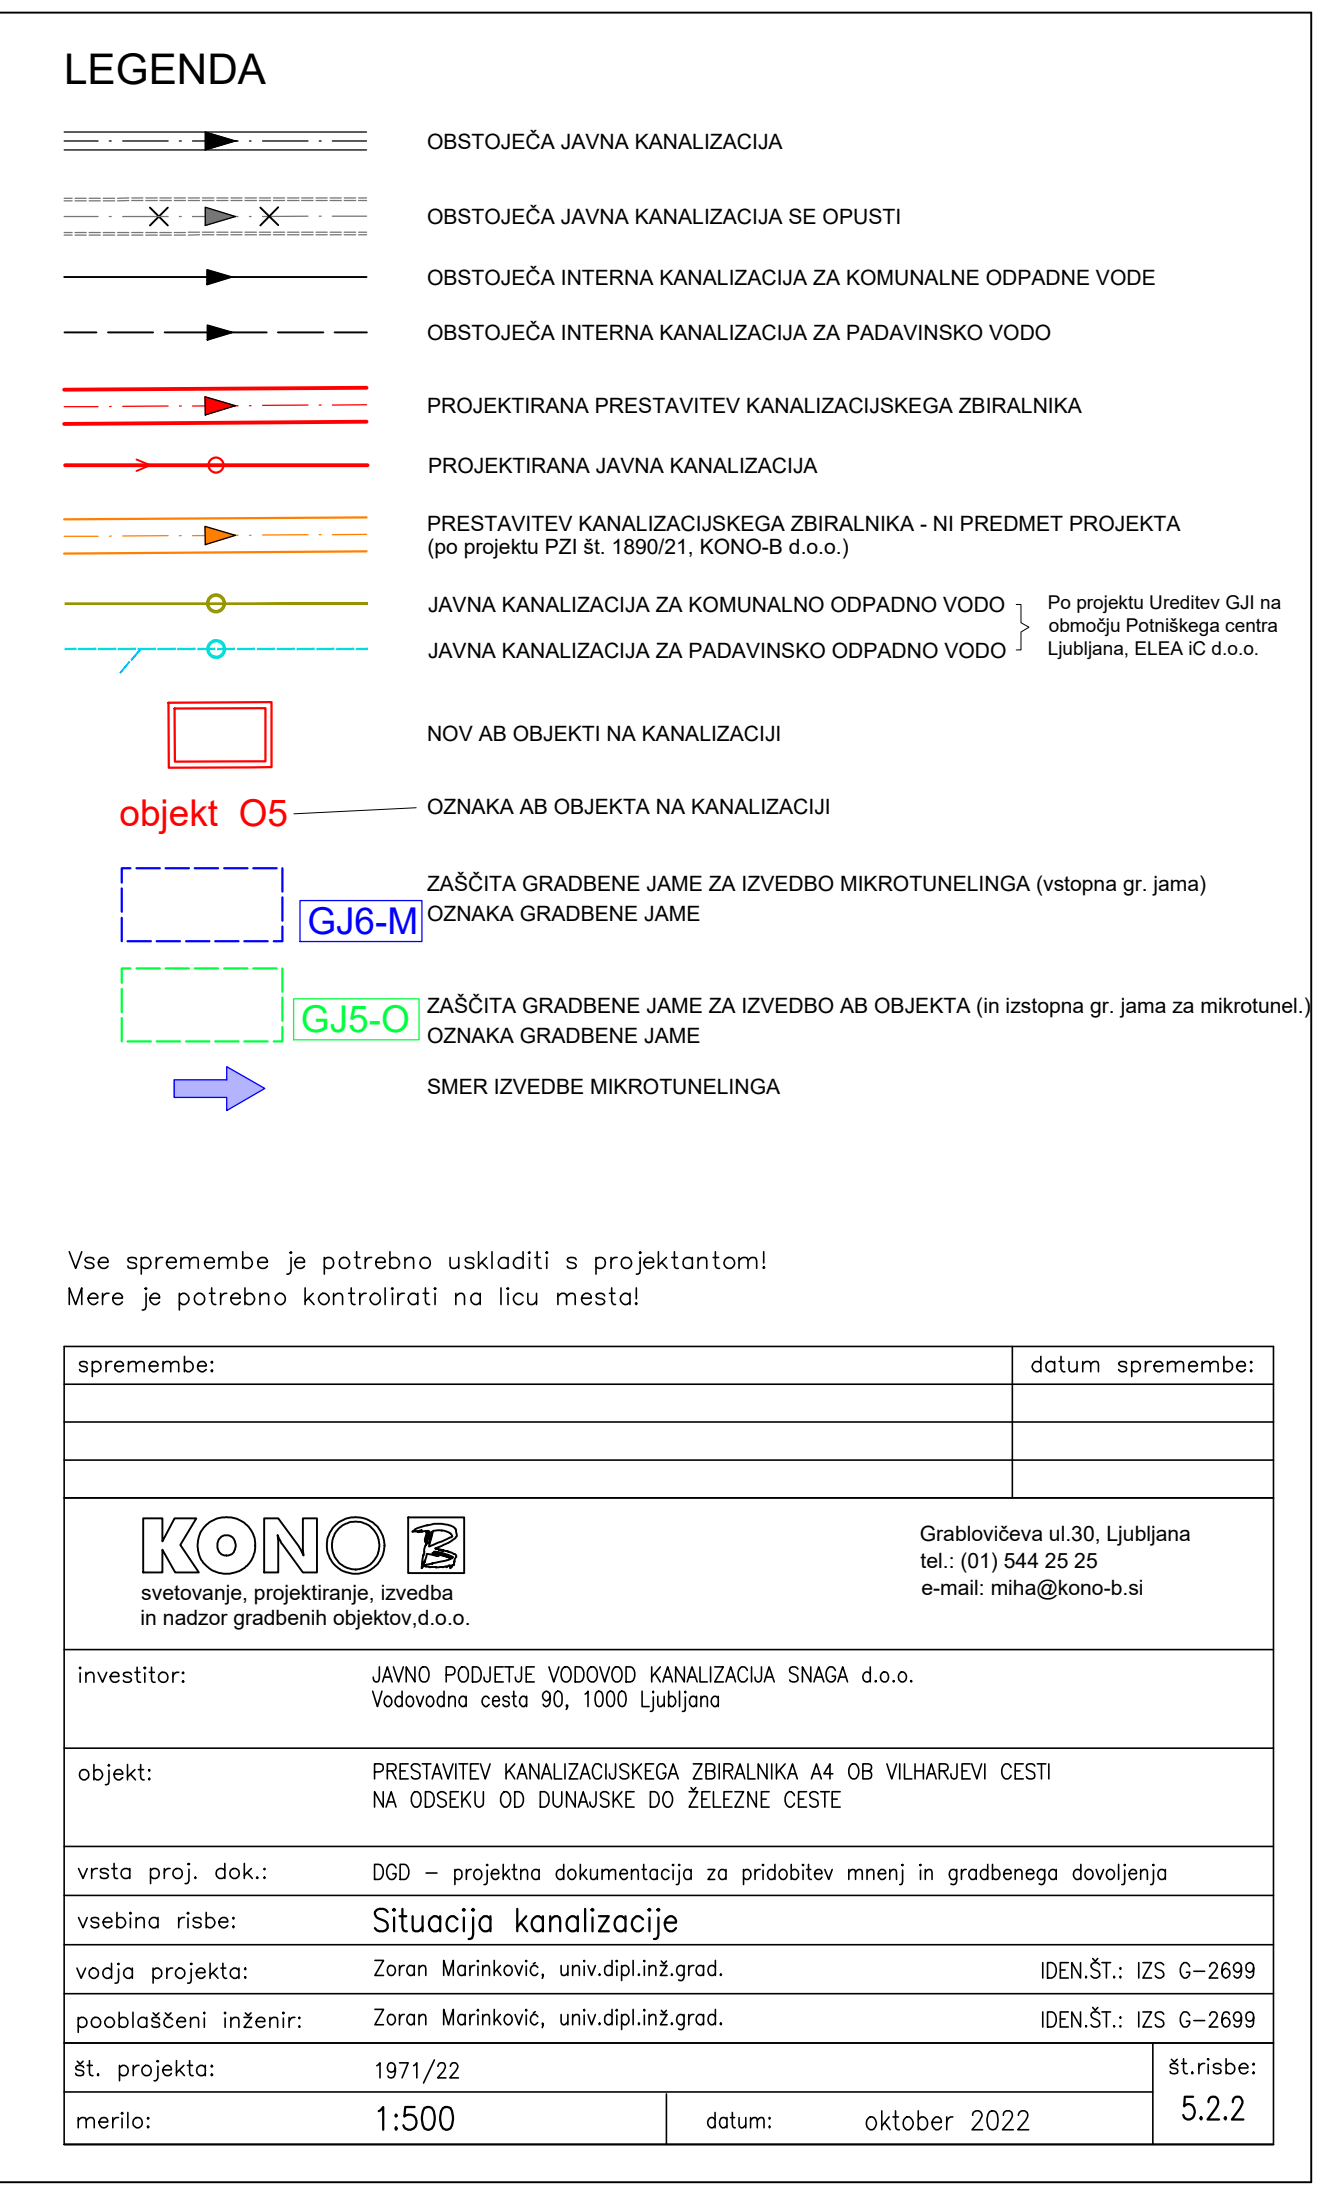 LEGENDA
OBSTOJEČA JAVNA KANALIZACIJA
OBSTOJEČA JAVNA KANALIZACIJA SE OPUSTI
OBSTOJEČA INTERNA KANALIZACIJA ZA KOMUNALNE ODPADNE VODE
OBSTOJEČA INTERNA KANALIZACIJA ZA PADAVINSKO VODO
PROJEKTIRANA PRESTAVITEV KANALIZACIJSKEGA ZBIRALNIKA
PROJEKTIRANA JAVNA KANALIZACIJA
PRESTAVITEV KANALIZACIJSKEGA ZBIRALNIKA - NI PREDMET PROJEKTA
(po projektu PZI št. 1890/21, KONO-B d.o.o.)
JAVNA KANALIZACIJA ZA KOMUNALNO ODPADNO VODO
JAVNA KANALIZACIJA ZA PADAVINSKO ODPADNO VODO
Po projektu Ureditev GJI na
območju Potniškega centra
Ljubljana, ELEA iC d.o.o.
NOV AB OBJEKTI NA KANALIZACIJI
objekt O5
OZNAKA AB OBJEKTA NA KANALIZACIJI
ZAŠČITA GRADBENE JAME ZA IZVEDBO MIKROTUNELINGA (vstopna gr. jama)
GJ6-M
OZNAKA GRADBENE JAME
ZAŠČITA GRADBENE JAME ZA IZVEDBO AB OBJEKTA (in izstopna gr. jama za mikrotunel.)
GJ5-O
OZNAKA GRADBENE JAME
SMER IZVEDBE MIKROTUNELINGA
Vse spremembe je potrebno uskladiti s projektantom!
Mere je potrebno kontrolirati na licu mesta!
spremembe: datum spremembe:
KONO B
svetovanje, projektiranje, izvedba
in nadzor gradbenih objektov,d.o.o.
Grablovičeva ul.30, Ljubljana
tel.: (01) 544 25 25
e-mail: miha@kono-b.si
investitor: JAVNO PODJETJE VODOVOD KANALIZACIJA SNAGA d.o.o.
Vodovodna cesta 90, 1000 Ljubljana
objekt: PRESTAVITEV KANALIZACIJSKEGA ZBIRALNIKA A4 OB VILHARJEVI CESTI
NA ODSEKU OD DUNAJSKE DO ŽELEZNE CESTE
vrsta proj. dok.: DGD – projektna dokumentacija za pridobitev mnenj in gradbenega dovoljenja
vsebina risbe: Situacija kanalizacije
vodja projekta: Zoran Marinković, univ.dipl.inž.grad. IDEN.ŠT.: IZS G–2699
pooblaščeni inženir: Zoran Marinković, univ.dipl.inž.grad. IDEN.ŠT.: IZS G–2699
št. projekta: 1971/22 št.risbe:
merilo: 1:500 datum: oktober 2022 5.2.2